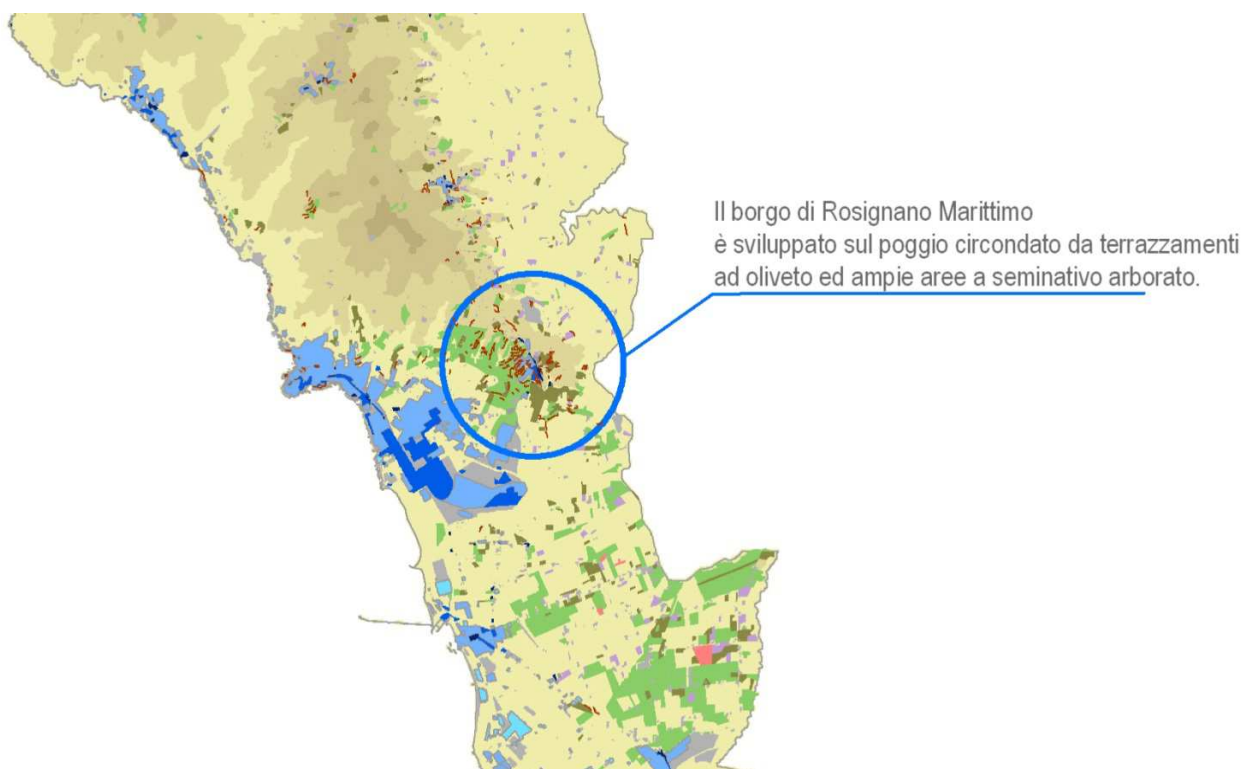 Il borgo di Rosignano Marittimo
è sviluppato sul poggio circondato da terrazzamenti
ad oliveto ed ampie aree a seminativo arborato.